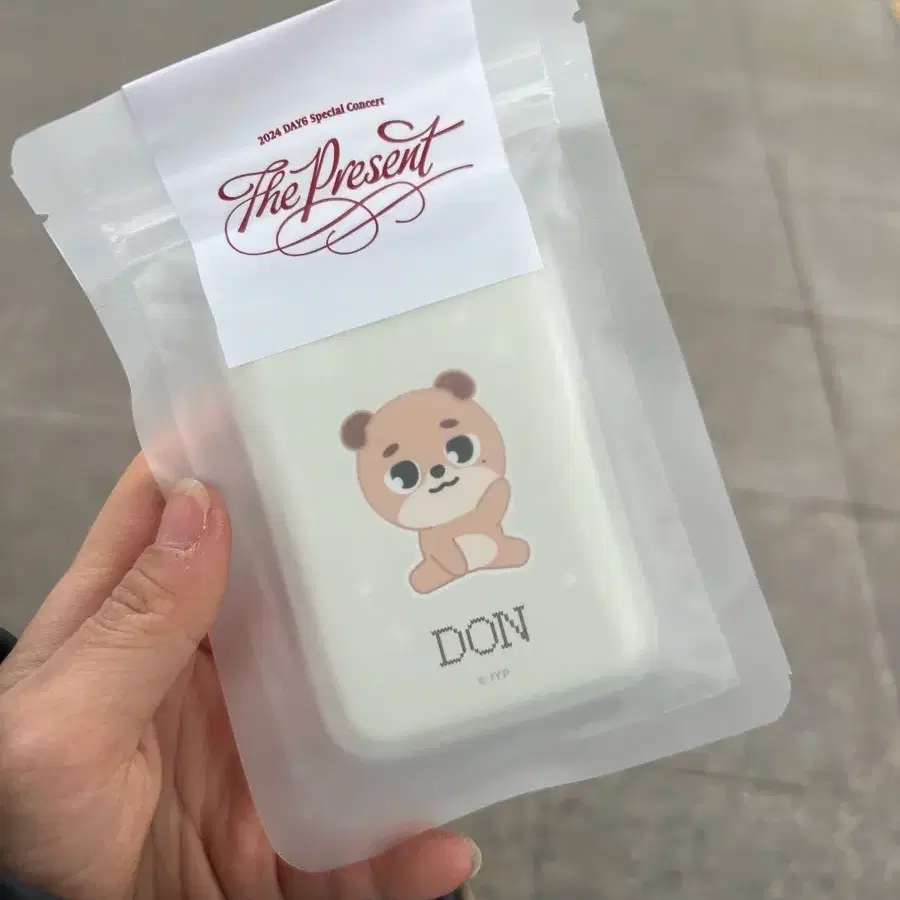 2024 DAY6 Special Concert
The Present
DON
© JYP